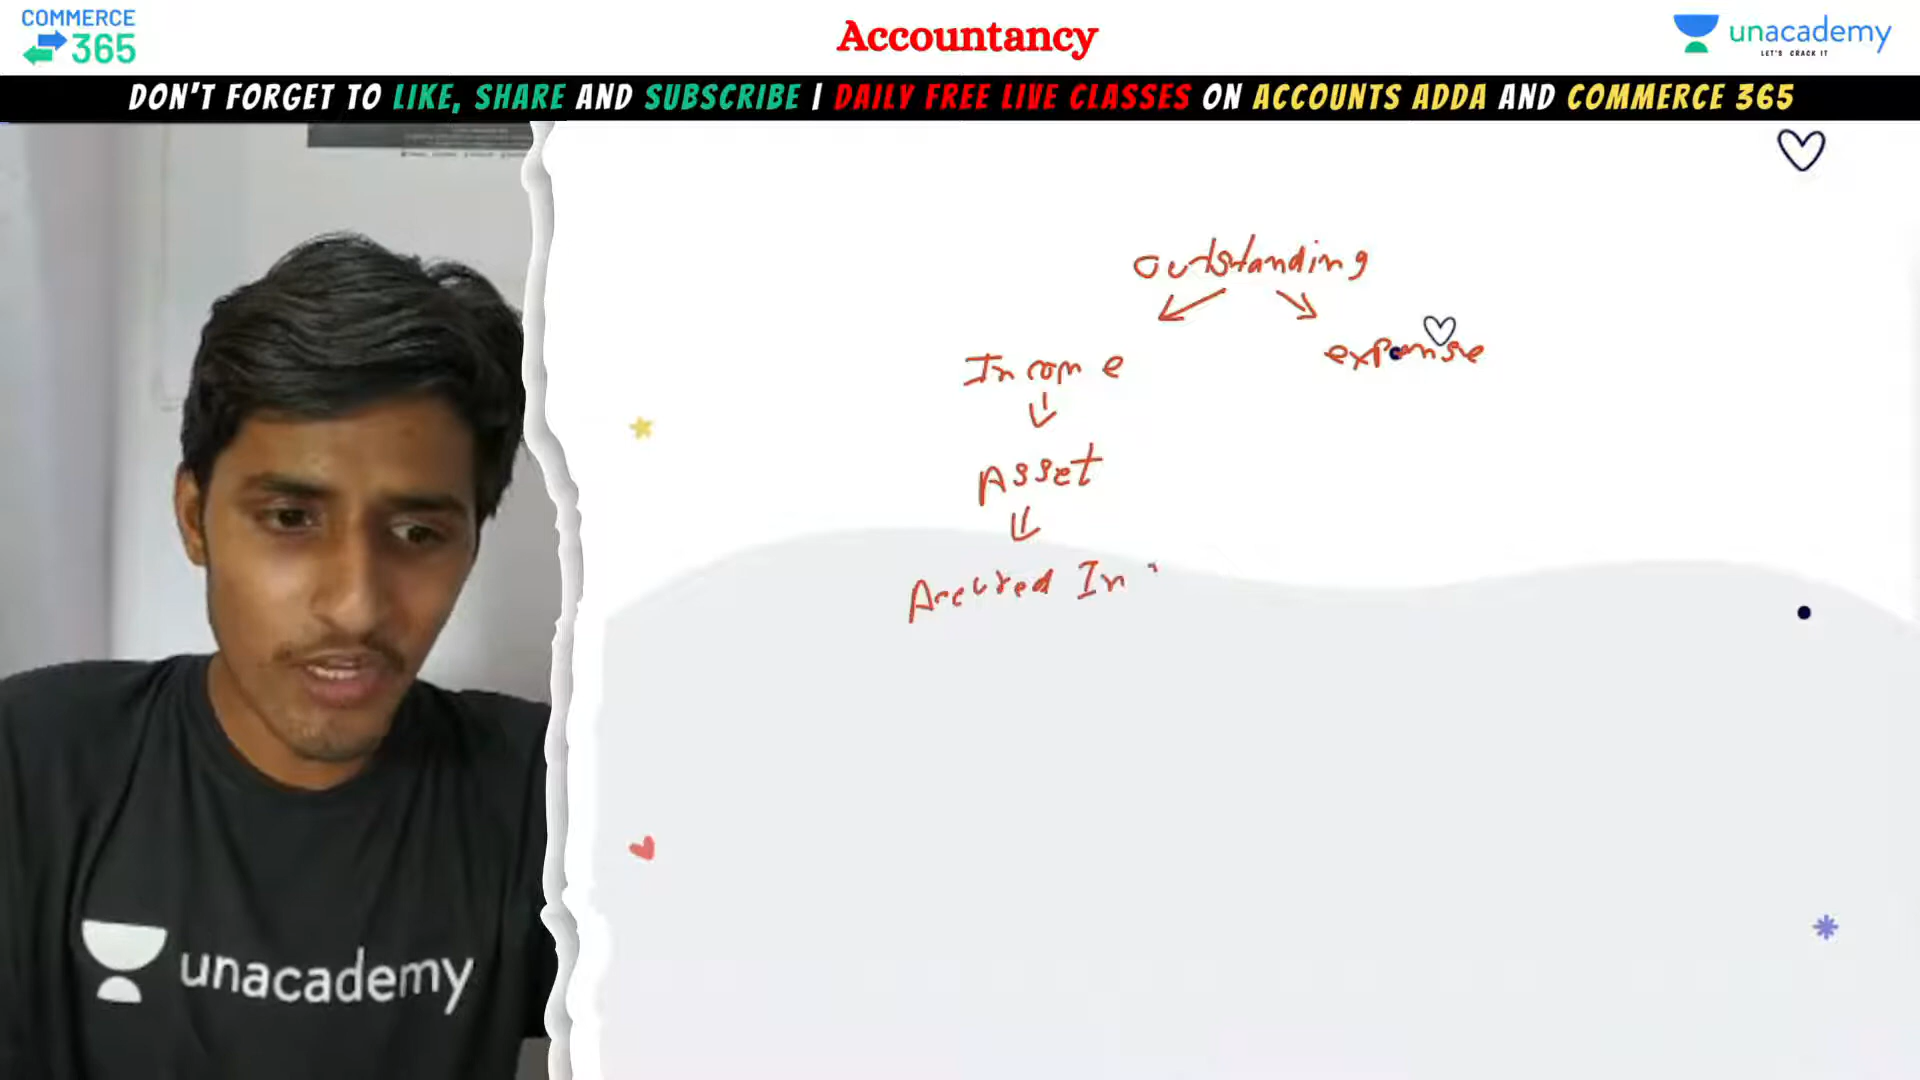 COMMERCE
365
Accountancy
unacademy
LET'S CRACK IT
DON'T FORGET TO LIKE, SHARE AND SUBSCRIBE | DAILY FREE LIVE CLASSES ON ACCOUNTS ADDA AND COMMERCE 365
Outstanding
Income
expense
Asset
Accured In
unacademy